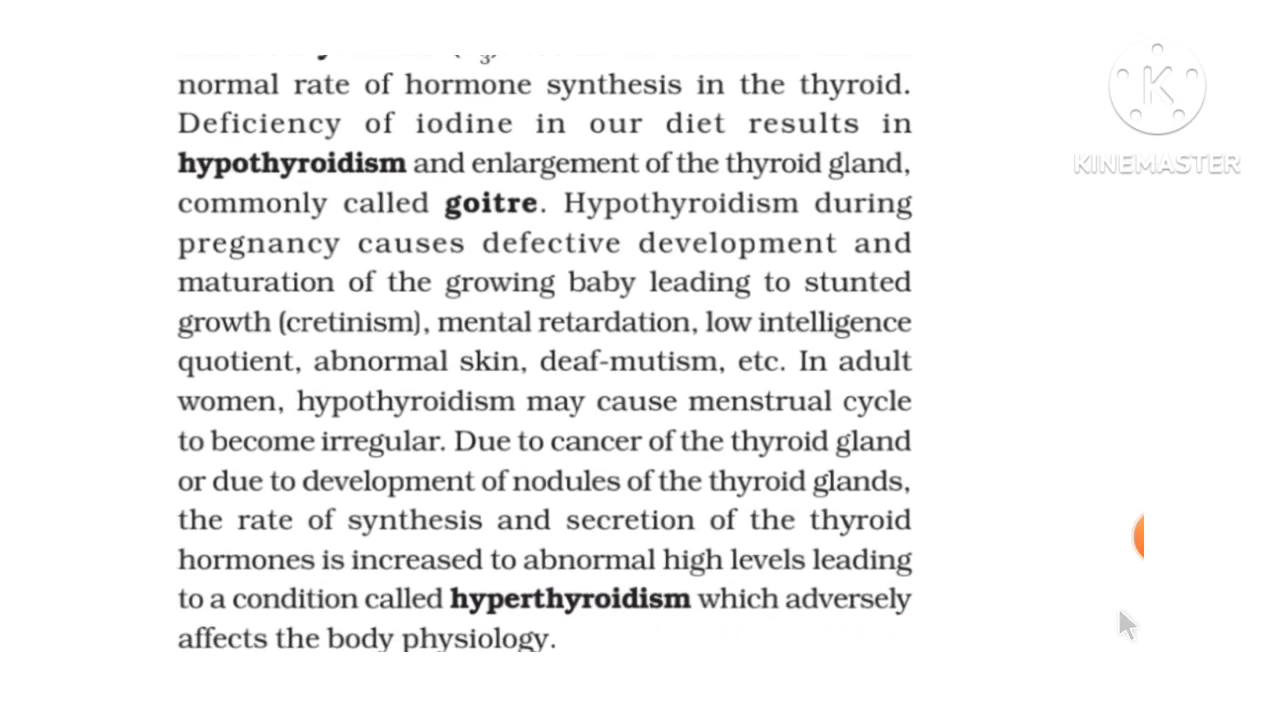 normal rate of hormone synthesis in the thyroid.
Deficiency of iodine in our diet results in
hypothyroidism and enlargement of the thyroid gland,
commonly called goitre. Hypothyroidism during
pregnancy causes defective development and
maturation of the growing baby leading to stunted
growth (cretinism), mental retardation, low intelligence
quotient, abnormal skin, deaf-mutism, etc. In adult
women, hypothyroidism may cause menstrual cycle
to become irregular. Due to cancer of the thyroid gland
or due to development of nodules of the thyroid glands,
the rate of synthesis and secretion of the thyroid
hormones is increased to abnormal high levels leading
to a condition called hyperthyroidism which adversely
affects the body physiology.
K
KINEMASTER